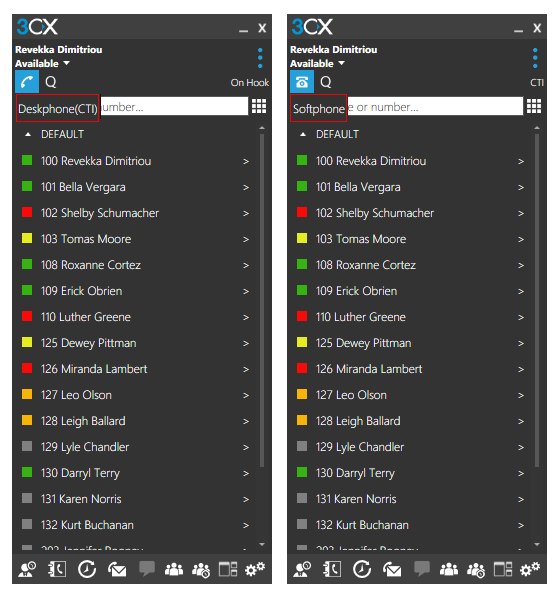 3CX
Revekka Dimitriou
Available
Q
On Hook
Deskphone(CTI)
number...
DEFAULT
100 Revekka Dimitriou
101 Bella Vergara
102 Shelby Schumacher
103 Tomas Moore
108 Roxanne Cortez
109 Erick Obrien
110 Luther Greene
125 Dewey Pittman
126 Miranda Lambert
127 Leo Olson
128 Leigh Ballard
129 Lyle Chandler
130 Darryl Terry
131 Karen Norris
132 Kurt Buchanan
3CX
Revekka Dimitriou
Available
Q
CTI
Softphone
e or number...
DEFAULT
100 Revekka Dimitriou
101 Bella Vergara
102 Shelby Schumacher
103 Tomas Moore
108 Roxanne Cortez
109 Erick Obrien
110 Luther Greene
125 Dewey Pittman
126 Miranda Lambert
127 Leo Olson
128 Leigh Ballard
129 Lyle Chandler
130 Darryl Terry
131 Karen Norris
132 Kurt Buchanan